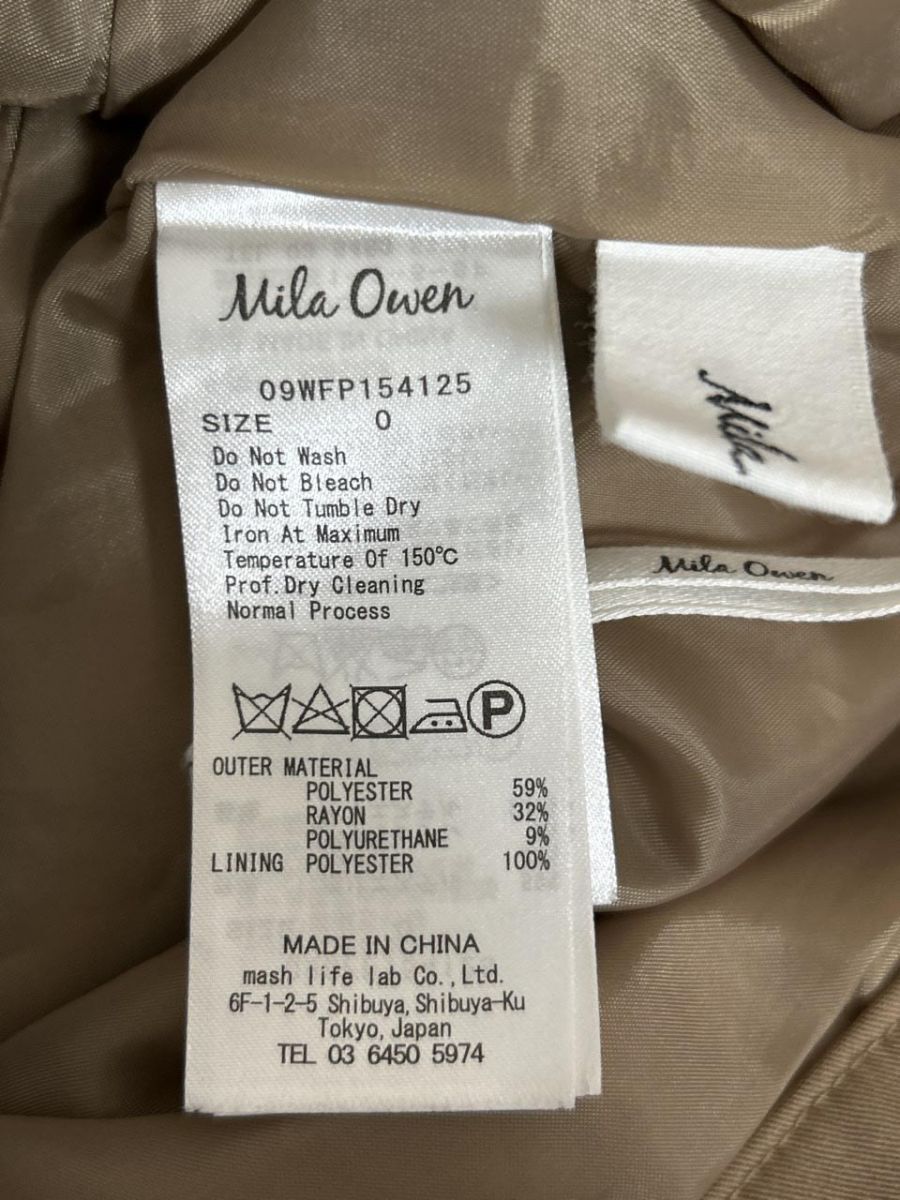 Mila Owen
09WFP154125
SIZE 0
Do Not Wash
Do Not Bleach
Do Not Tumble Dry
Iron At Maximum
Temperature Of 150℃
Prof.Dry Cleaning
Normal Process
P
OUTER MATERIAL
POLYESTER 59%
RAYON 32%
POLYURETHANE 9%
LINING POLYESTER 100%
MADE IN CHINA
mash life lab Co.,Ltd.
6F-1-2-5 Shibuya, Shibuya-Ku
Tokyo, Japan
TEL 03 6450 5974
Mila
Mila Owen